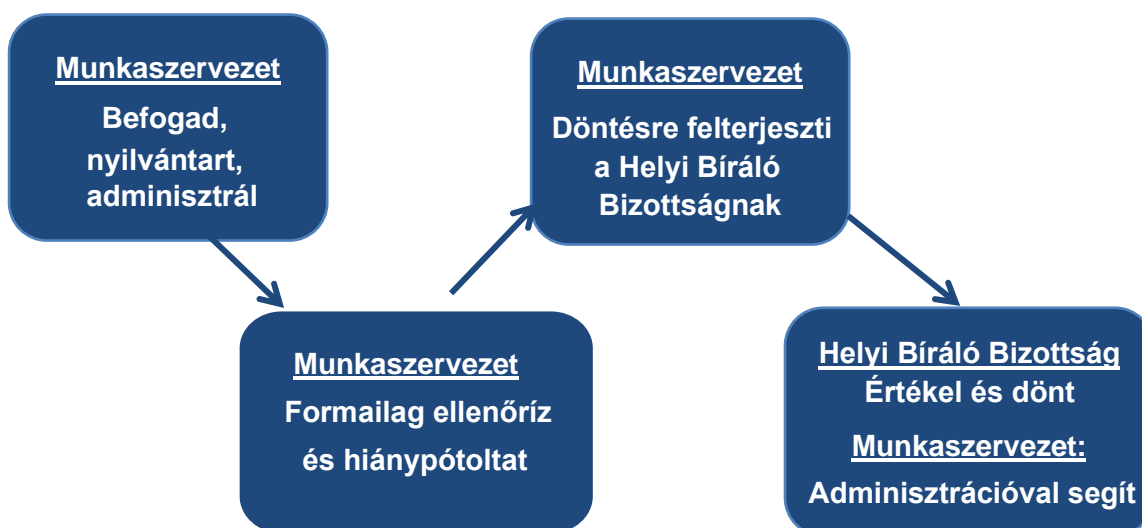 Munkaszervezet
Befogad,
nyilvántart,
adminisztrál
Munkaszervezet
Formailag ellenőríz
és hiánypótoltat
Munkaszervezet
Döntésre felterjeszti
a Helyi Bíráló
Bizottságnak
Helyi Bíráló Bizottság
Értékel és dönt
Munkaszervezet:
Adminisztrációval segít